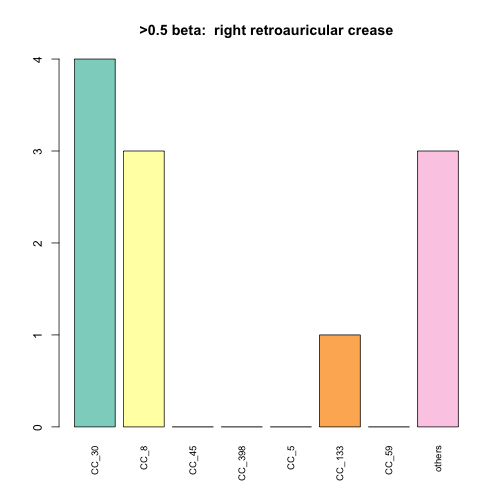 >0.5 beta:  right retroauricular crease
4
3
2
1
0
CC_30
CC_8
CC_45
CC_398
CC_5
CC_133
CC_59
others